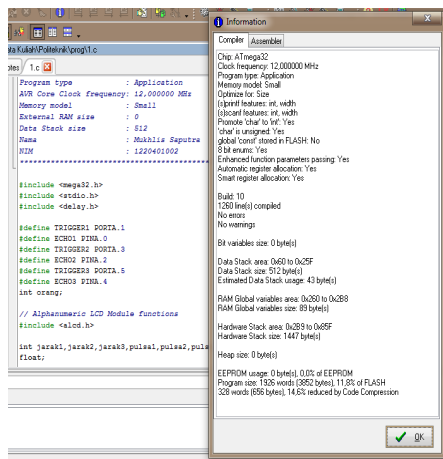 ata Kuliah\Politeknik\prog\1.c
otes 1.c
Program type : Application
AVR Core Clock frequency: 12,000000 MHz
Memory model : Small
External RAM size : 0
Data Stack size : 512
Nama : Mukhlis Saputra
NIM : 1220401002
#include <mega32.h>
#include <stdio.h>
#include <delay.h>
#define TRIGGER1 PORTA.1
#define ECHO1 PINA.0
#define TRIGGER2 PORTA.3
#define ECHO2 PINA.2
#define TRIGGER3 PORTA.5
#define ECHO3 PINA.4
int orang;
// Alphanumeric LCD Module functions
#include <alcd.h>
int jarak1,jarak2,jarak3,pulsa1,pulsa2,puls
float;
Information
Compiler Assembler
Chip: ATmega32
Clock frequency: 12,000000 MHz
Program type: Application
Memory model: Small
Optimize for: Size
(s)printf features: int, width
(s)scanf features: int, width
Promote 'char' to 'int': Yes
'char' is unsigned: Yes
global 'const' stored in FLASH: No
8 bit enums: Yes
Enhanced function parameters passing: Yes
Automatic register allocation: Yes
Smart register allocation: Yes
Build: 10
1260 line(s) compiled
No errors
No warnings
Bit variables size: 0 byte(s)
Data Stack area: 0x60 to 0x25F
Data Stack size: 512 byte(s)
Estimated Data Stack usage: 43 byte(s)
RAM Global variables area: 0x260 to 0x2B8
RAM Global variables size: 89 byte(s)
Hardware Stack area: 0x2B9 to 0x85F
Hardware Stack size: 1447 byte(s)
Heap size: 0 byte(s)
EEPROM usage: 0 byte(s), 0,0% of EEPROM
Program size: 1926 words (3852 bytes), 11,8% of FLASH
328 words (656 bytes), 14,6% reduced by Code Compression
OK